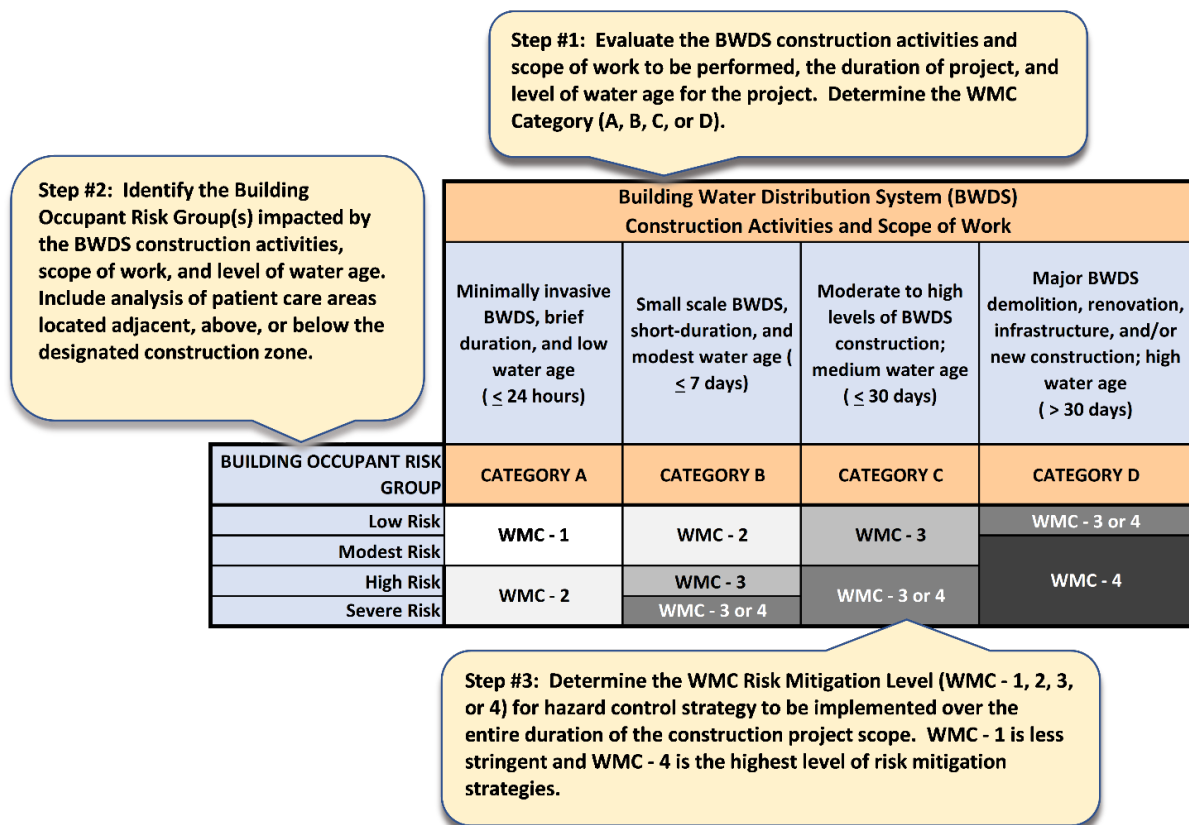 Step #1:  Evaluate the BWDS construction activities and
scope of work to be performed, the duration of project, and
level of water age for the project.  Determine the WMC
Category (A, B, C, or D).
Step #2:  Identify the Building
Occupant Risk Group(s) impacted by
the BWDS construction activities,
scope of work, and level of water age.
Include analysis of patient care areas
located adjacent, above, or below the
designated construction zone.
Building Water Distribution System (BWDS)
Construction Activities and Scope of Work
Minimally invasive
BWDS, brief
duration, and low
water age
( ≤ 24 hours)
Small scale BWDS,
short-duration, and
modest water age (
≤ 7 days)
Moderate to high
levels of BWDS
construction;
medium water age
( ≤ 30 days)
Major BWDS
demolition, renovation,
infrastructure, and/or
new construction; high
water age
( > 30 days)
BUILDING OCCUPANT RISK
GROUP
CATEGORY A
CATEGORY B
CATEGORY C
CATEGORY D
Low Risk
Modest Risk
High Risk
Severe Risk
WMC - 1
WMC - 2
WMC - 2
WMC - 3
WMC - 3 or 4
WMC - 3
WMC - 3 or 4
WMC - 3 or 4
WMC - 4
Step #3:  Determine the WMC Risk Mitigation Level (WMC - 1, 2, 3,
or 4) for hazard control strategy to be implemented over the
entire duration of the construction project scope.  WMC - 1 is less
stringent and WMC - 4 is the highest level of risk mitigation
strategies.